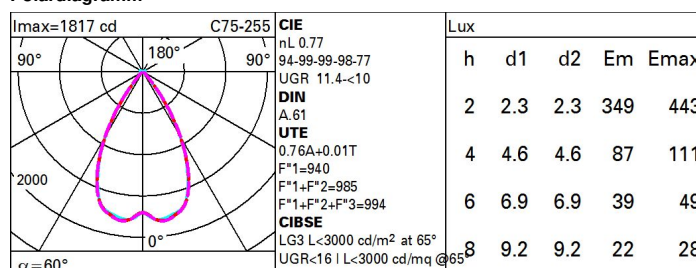 Imax=1817 cd C75-255
90° 180° 90°
2000
0°
α=60°
CIE
nL 0.77
94-99-99-98-77
UGR 11.4-<10
DIN
A.61
UTE
0.76A+0.01T
F"1=940
F"1+F"2=985
F"1+F"2+F"3=994
CIBSE
LG3 L<3000 cd/m² at 65°
UGR<16 | L<3000 cd/mq @65°
Lux
h d1 d2 Em Emax
2 2.3 2.3 349 443
4 4.6 4.6 87 111
6 6.9 6.9 39 49
8 9.2 9.2 22 28